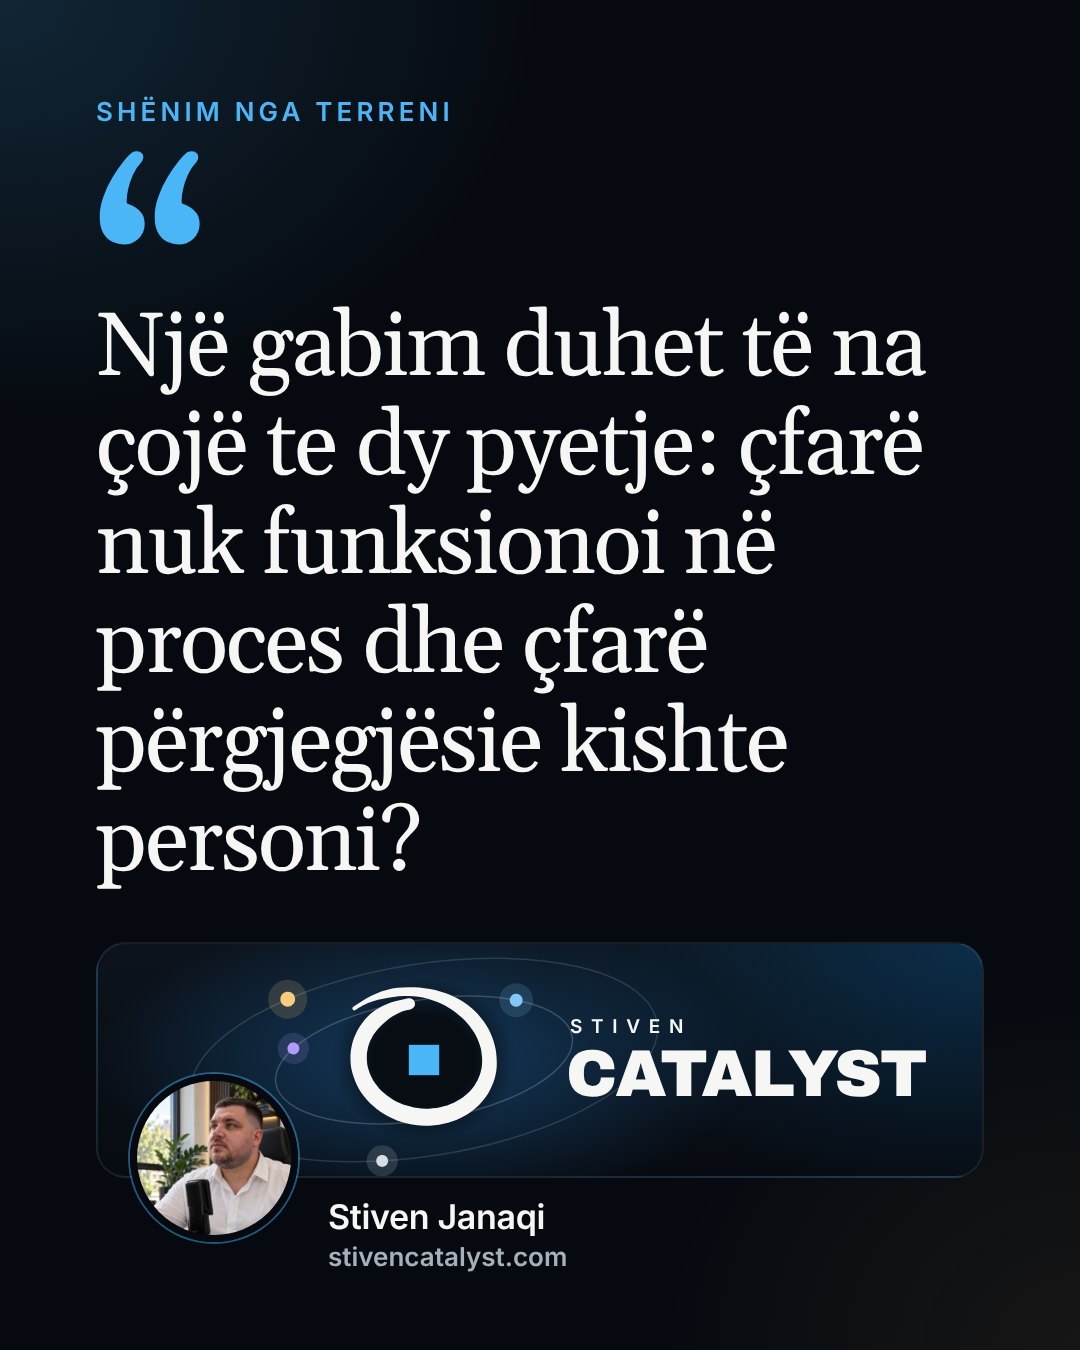 SHËNIM NGA TERRENI
“
Një gabim duhet të na
çojë te dy pyetje: çfarë
nuk funksionoi në
proces dhe çfarë
përgjegjësie kishte
personi?
STIVEN
CATALYST
Stiven Janaqi
stivencatalyst.com